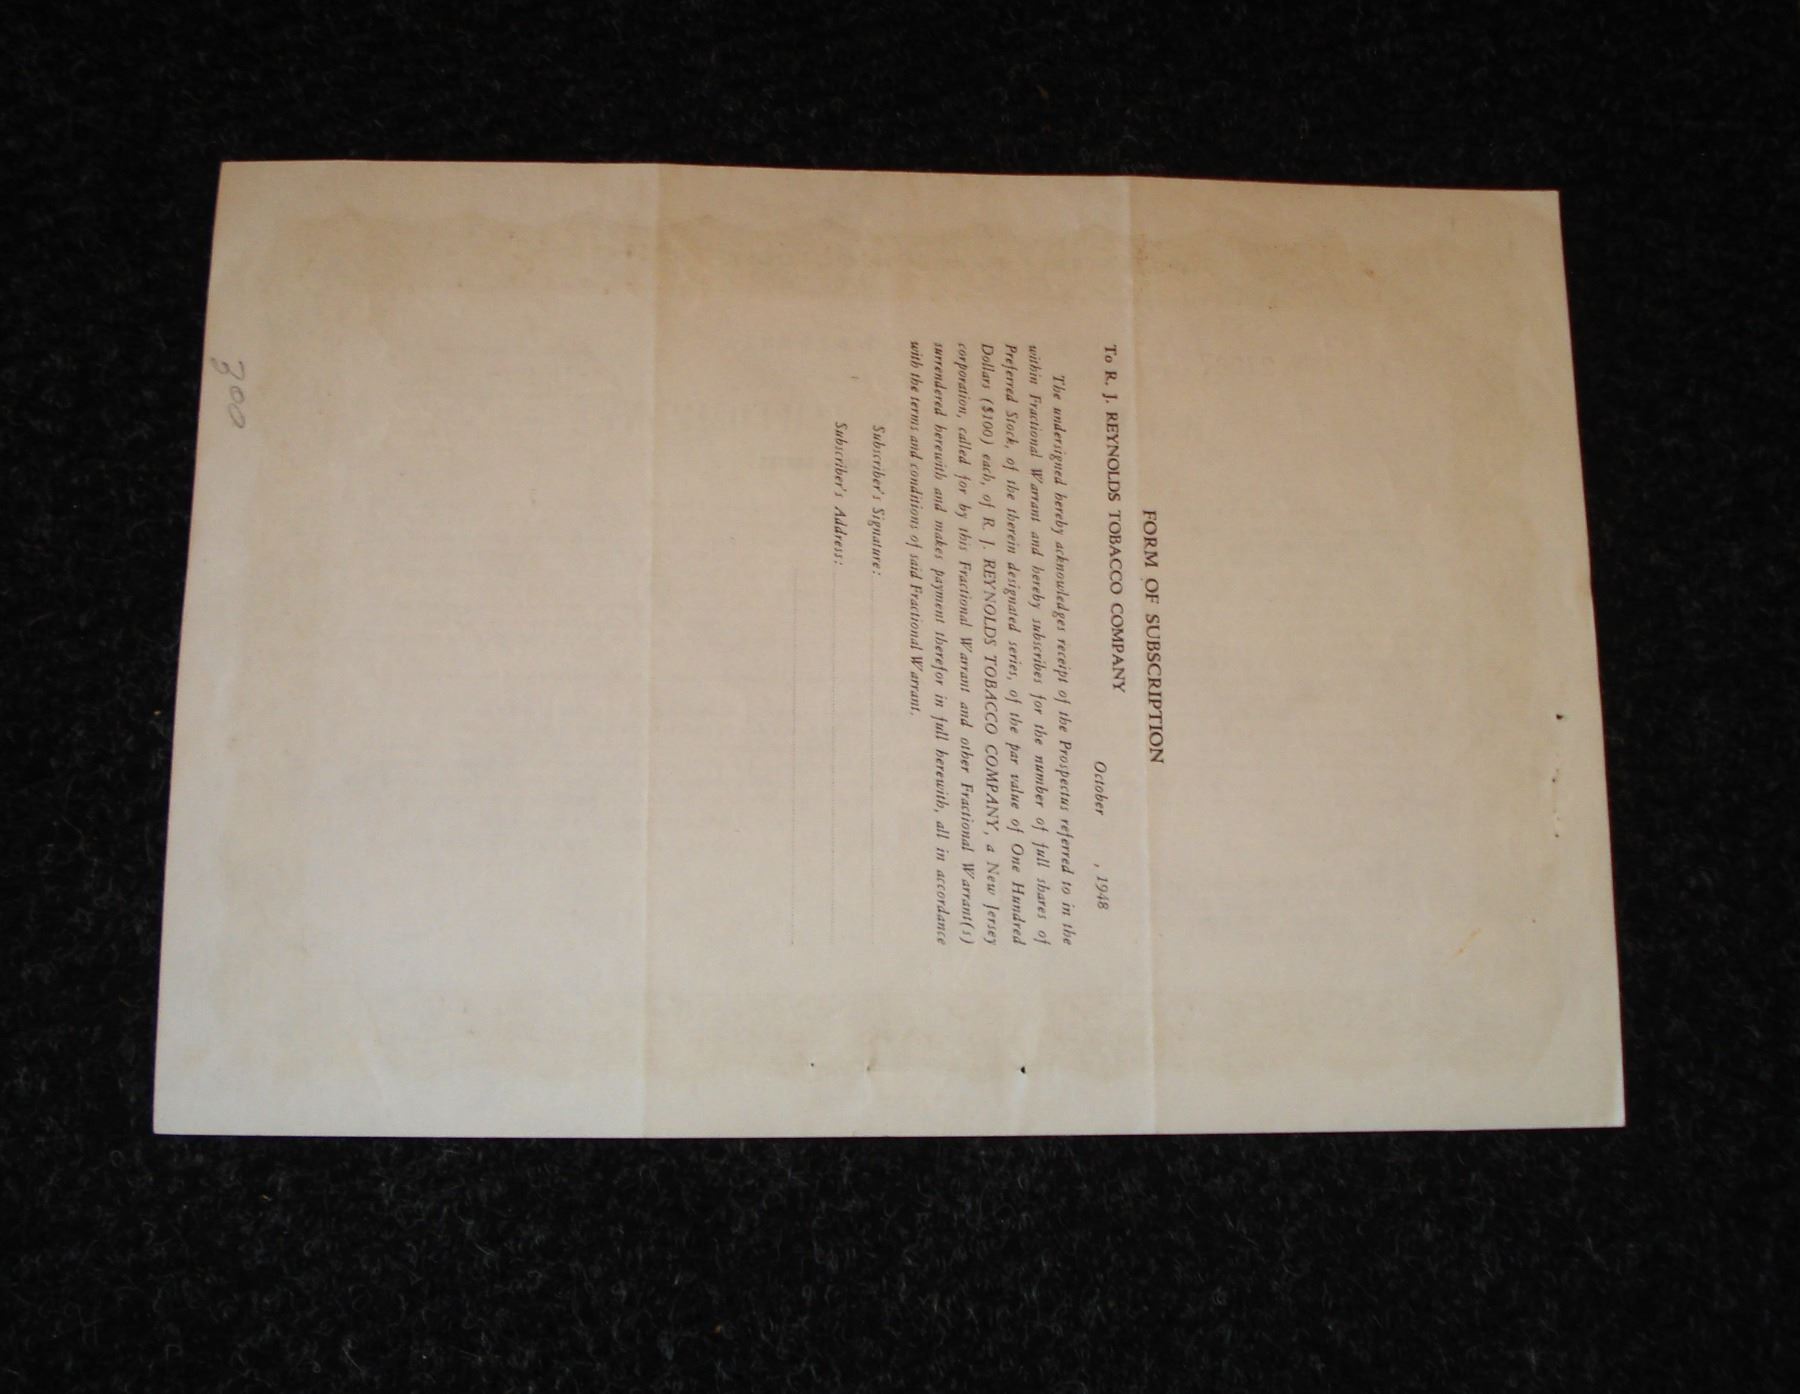 FORM OF SUBSCRIPTION
October , 1948
To R. J. REYNOLDS TOBACCO COMPANY
The undersigned hereby acknowledges receipt of the Prospectus referred to in the
within Fractional Warrant and hereby subscribes for the number of full shares of
Preferred Stock, of the therein designated series, of the par value of One Hundred
Dollars ($100) each, of R. J. REYNOLDS TOBACCO COMPANY, a New Jersey
corporation, called for by this Fractional Warrant and other Fractional Warrant(s)
surrendered herewith and makes payment therefor in full herewith, all in accordance
with the terms and conditions of said Fractional Warrant.
Subscriber's Signature:
Subscriber's Address:
300